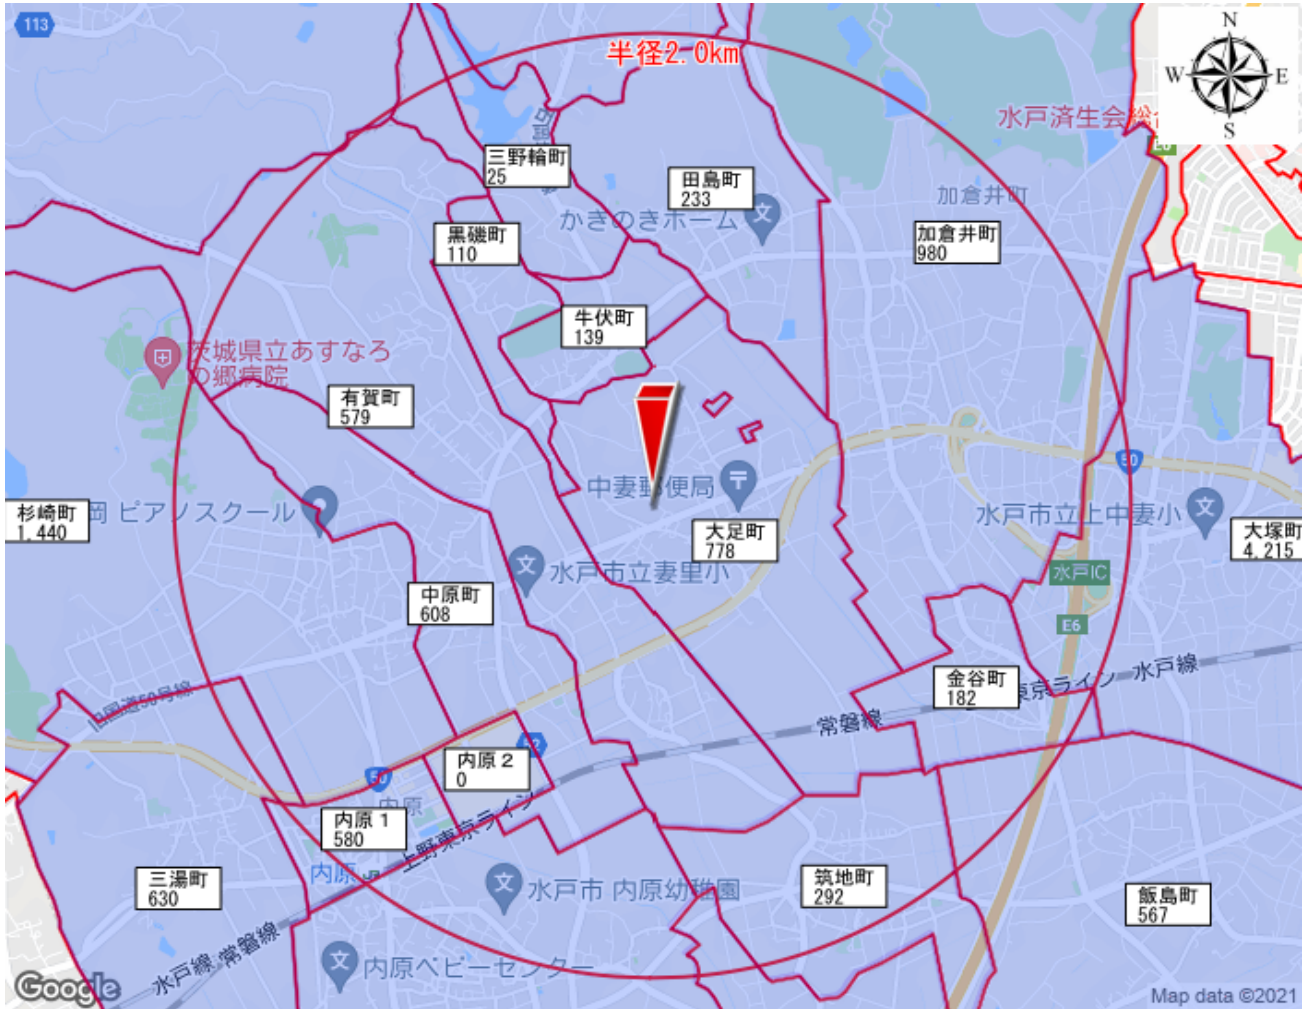 113
半径2.0km
N
W
E
S
水戸済生会総合
E6
三野輪町
25
田島町
233
加倉井町
かきのきホーム
黒磯町
110
加倉井町
980
牛伏町
139
茨城県立あすなろ
の郷病院
有賀町
579
50
中妻郵便局
岡 ピアノスクール
杉崎町
1,440
水戸市立上中妻小
大塚町
4,215
大足町
778
水戸市立妻里小
水戸IC
中原町
608
E6
金谷町
182
東京ライン
水戸線
旧国道50号線
常磐線
内原2
0
52
50
内原
内原1
580
上野東京ライン
三湯町
630
内原
水戸市 内原幼稚園
筑地町
292
飯島町
567
水戸線
常磐線
内原ベビーセンター
Google
Map data ©2021